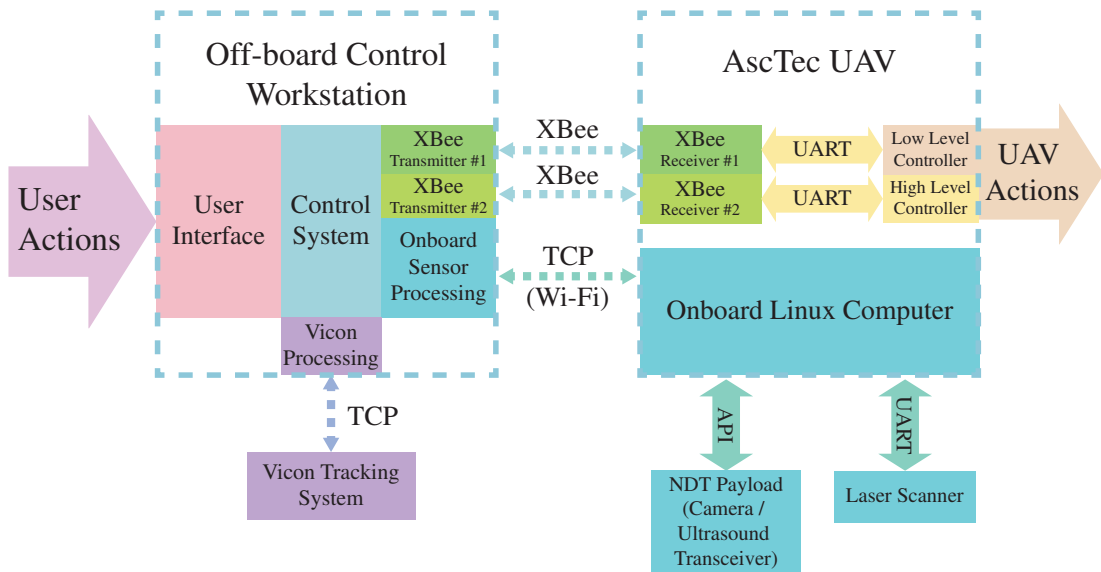 Off-board Control
Workstation
AscTec UAV
User
Actions
User
Interface
Control
System
XBee
Transmitter #1
XBee
Transmitter #2
Onboard
Sensor
Processing
Vicon
Processing
TCP
Vicon Tracking
System
XBee
XBee
TCP
(Wi-Fi)
XBee
Receiver #1
XBee
Receiver #2
UART
UART
Low Level
Controller
High Level
Controller
UAV
Actions
Onboard Linux Computer
API
UART
NDT Payload
(Camera /
Ultrasound
Transceiver)
Laser Scanner